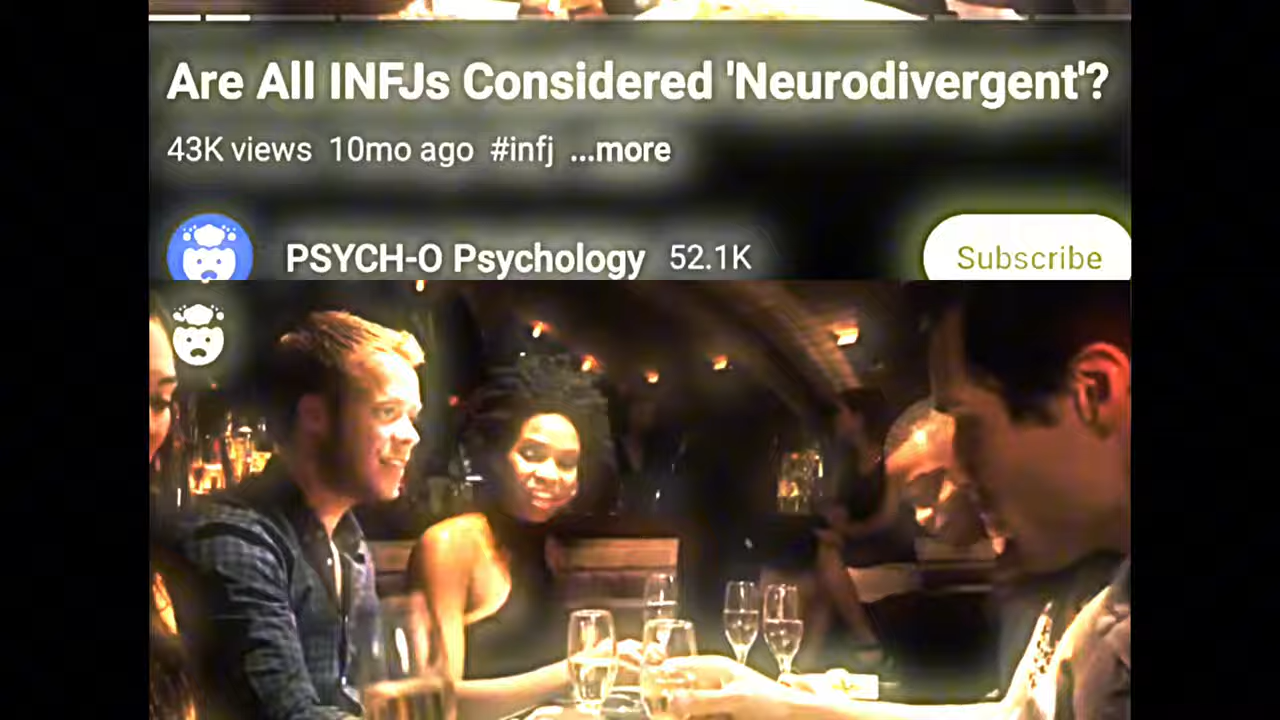 Are All INFJs Considered 'Neurodivergent'?
43K views 10mo ago #infj ...more
PSYCH-O Psychology 52.1K Subscribe